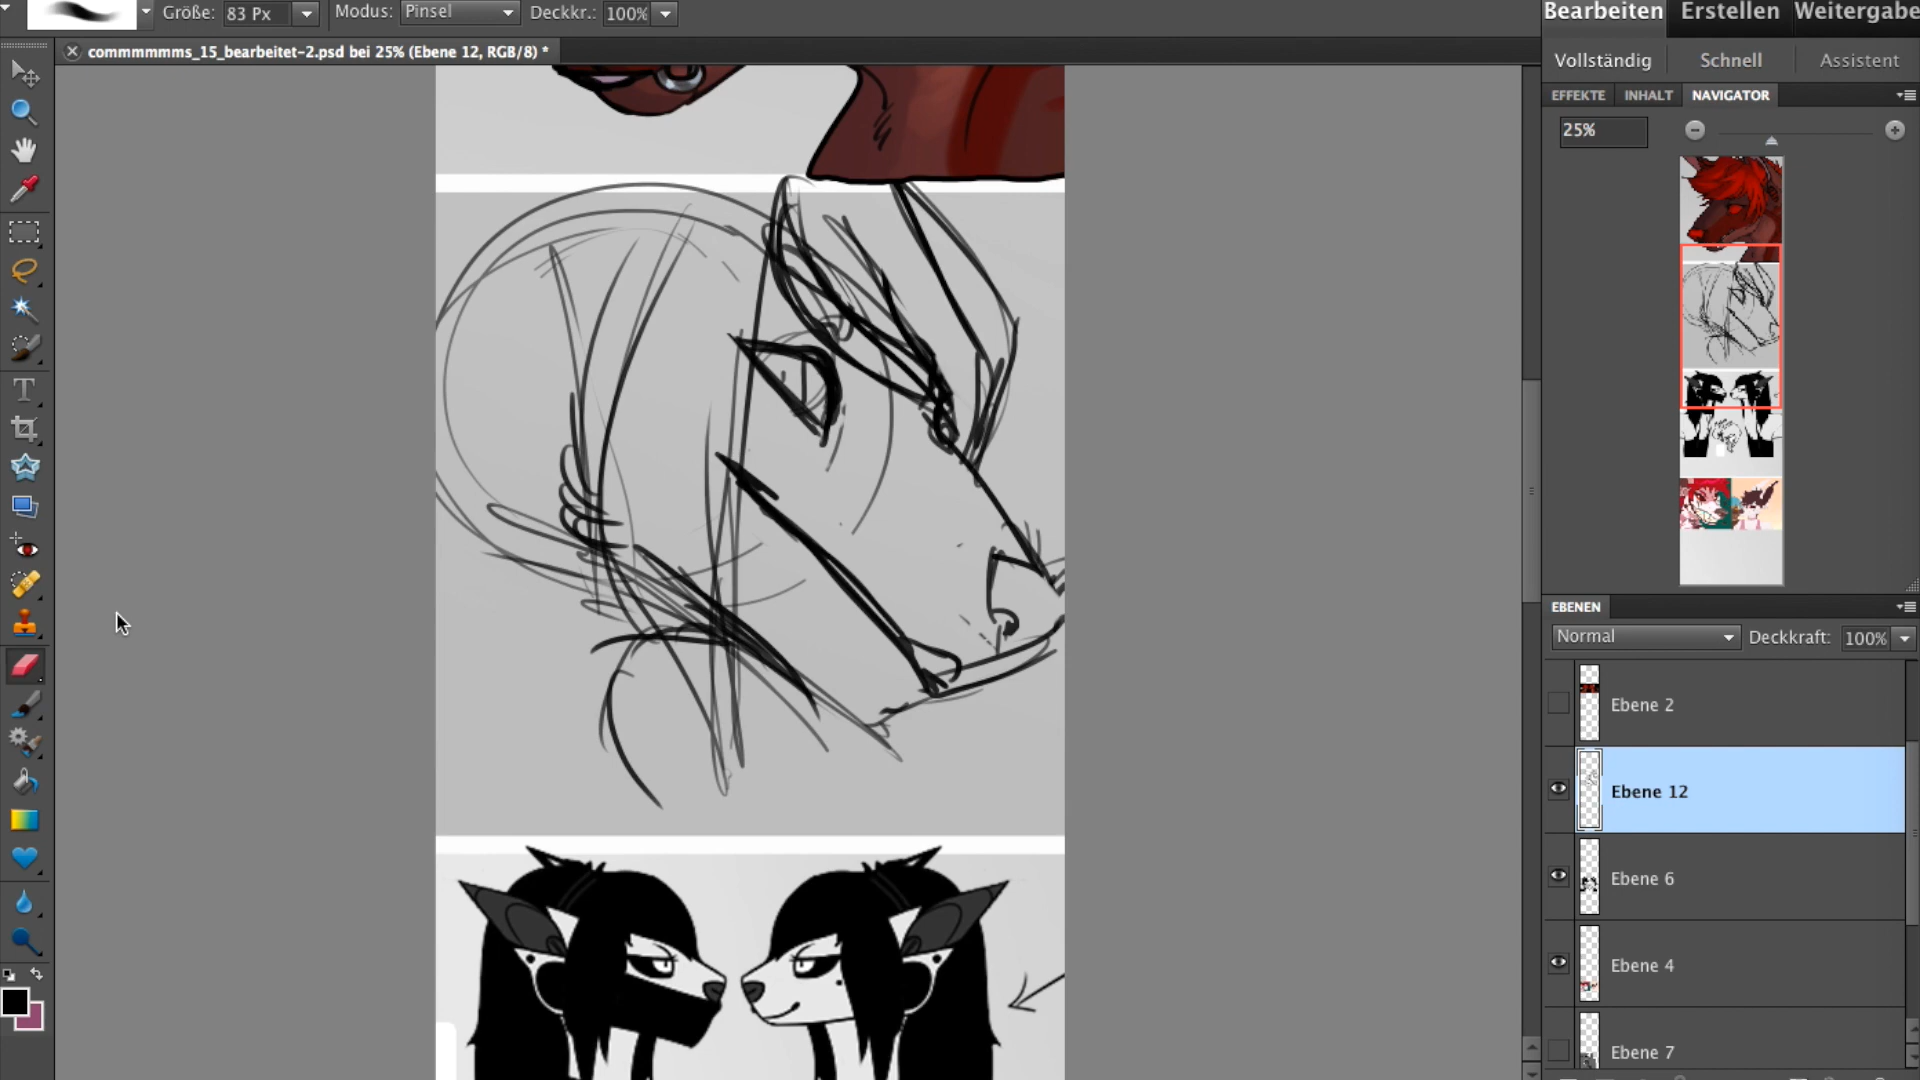 Größe: 83 Px Modus: Pinsel Deckkr.: 100%
Bearbeiten Erstellen Weitergabe
commmmmms_15_bearbeitet-2.psd bei 25% (Ebene 12, RGB/8) *
Vollständig Schnell Assistent
EFFEKTE INHALT NAVIGATOR
25%
EBENEN
Normal Deckkraft: 100%
Ebene 2
Ebene 12
Ebene 6
Ebene 4
Ebene 7